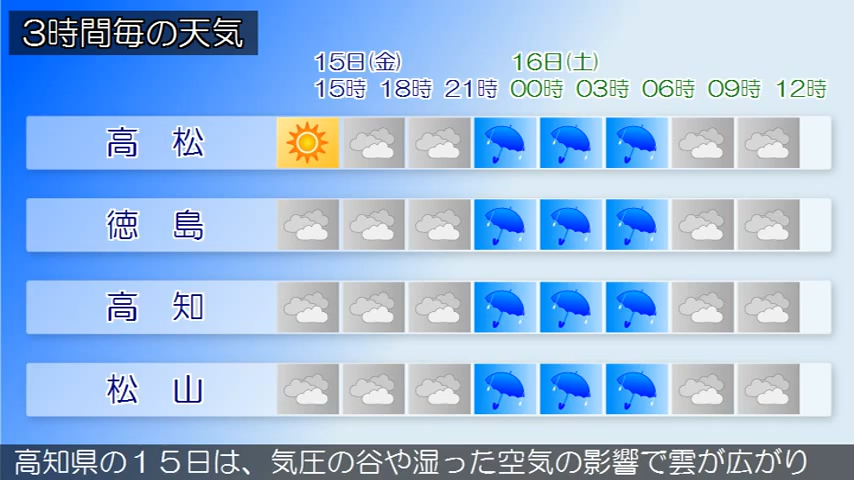 3時間毎の天気
15日(金) 16日(土)
15時 18時 21時 00時 03時 06時 09時 12時
高 松
徳 島
高 知
松 山
高知県の１５日は、気圧の谷や湿った空気の影響で雲が広がり